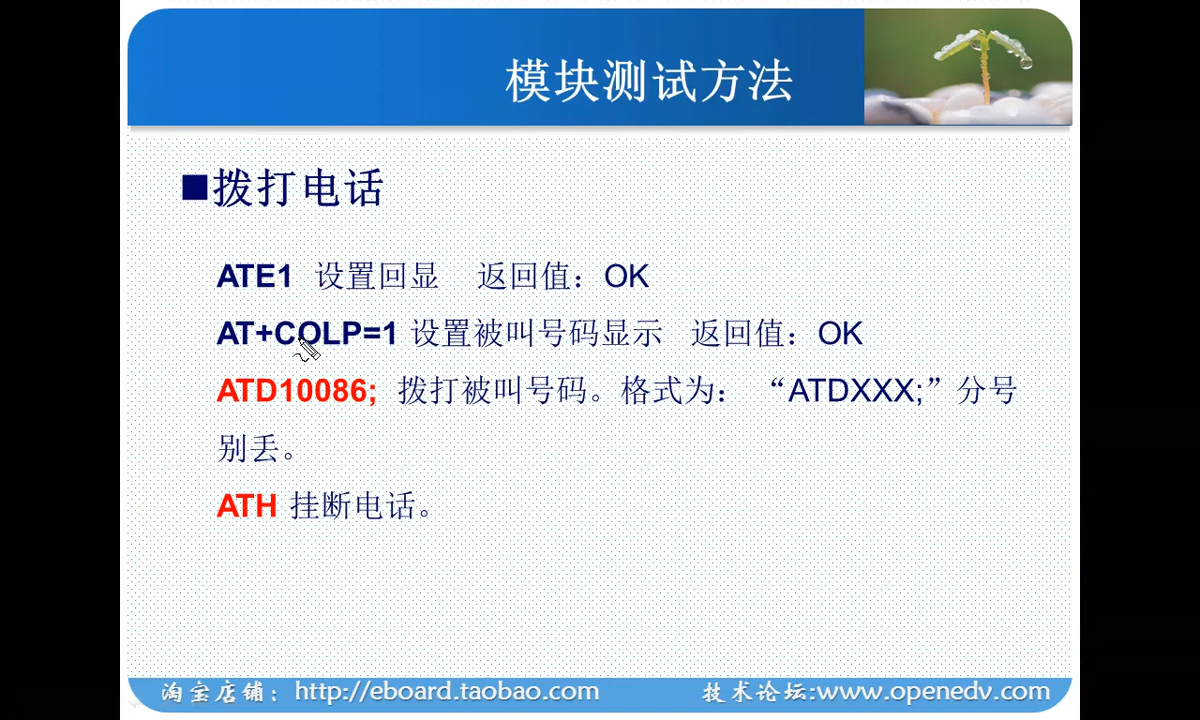 模块测试方法
■拨打电话
ATE1 设置回显 返回值：OK
AT+COLP=1 设置被叫号码显示 返回值：OK
ATD10086; 拨打被叫号码。格式为： “ATDXXX;”分号
别丢。
ATH 挂断电话。
淘宝店铺：http://eboard.taobao.com 技术论坛:www.openedv.com